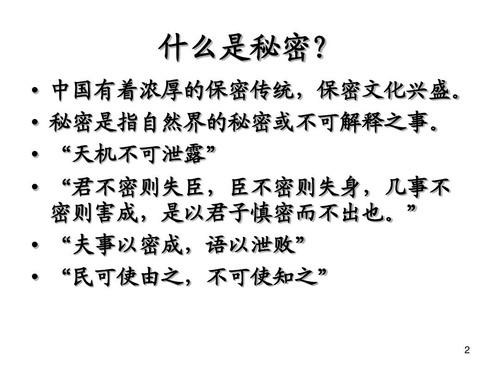 什么是秘密?
• 中国有着浓厚的保密传统，保密文化兴盛。
• 秘密是指自然界的秘密或不可解释之事。
• “天机不可泄露”
• “君不密则失臣，臣不密则失身，几事不
密则害成，是以君子慎密而不出也。”
• “夫事以密成，语以泄败”
• “民可使由之，不可使知之”
2